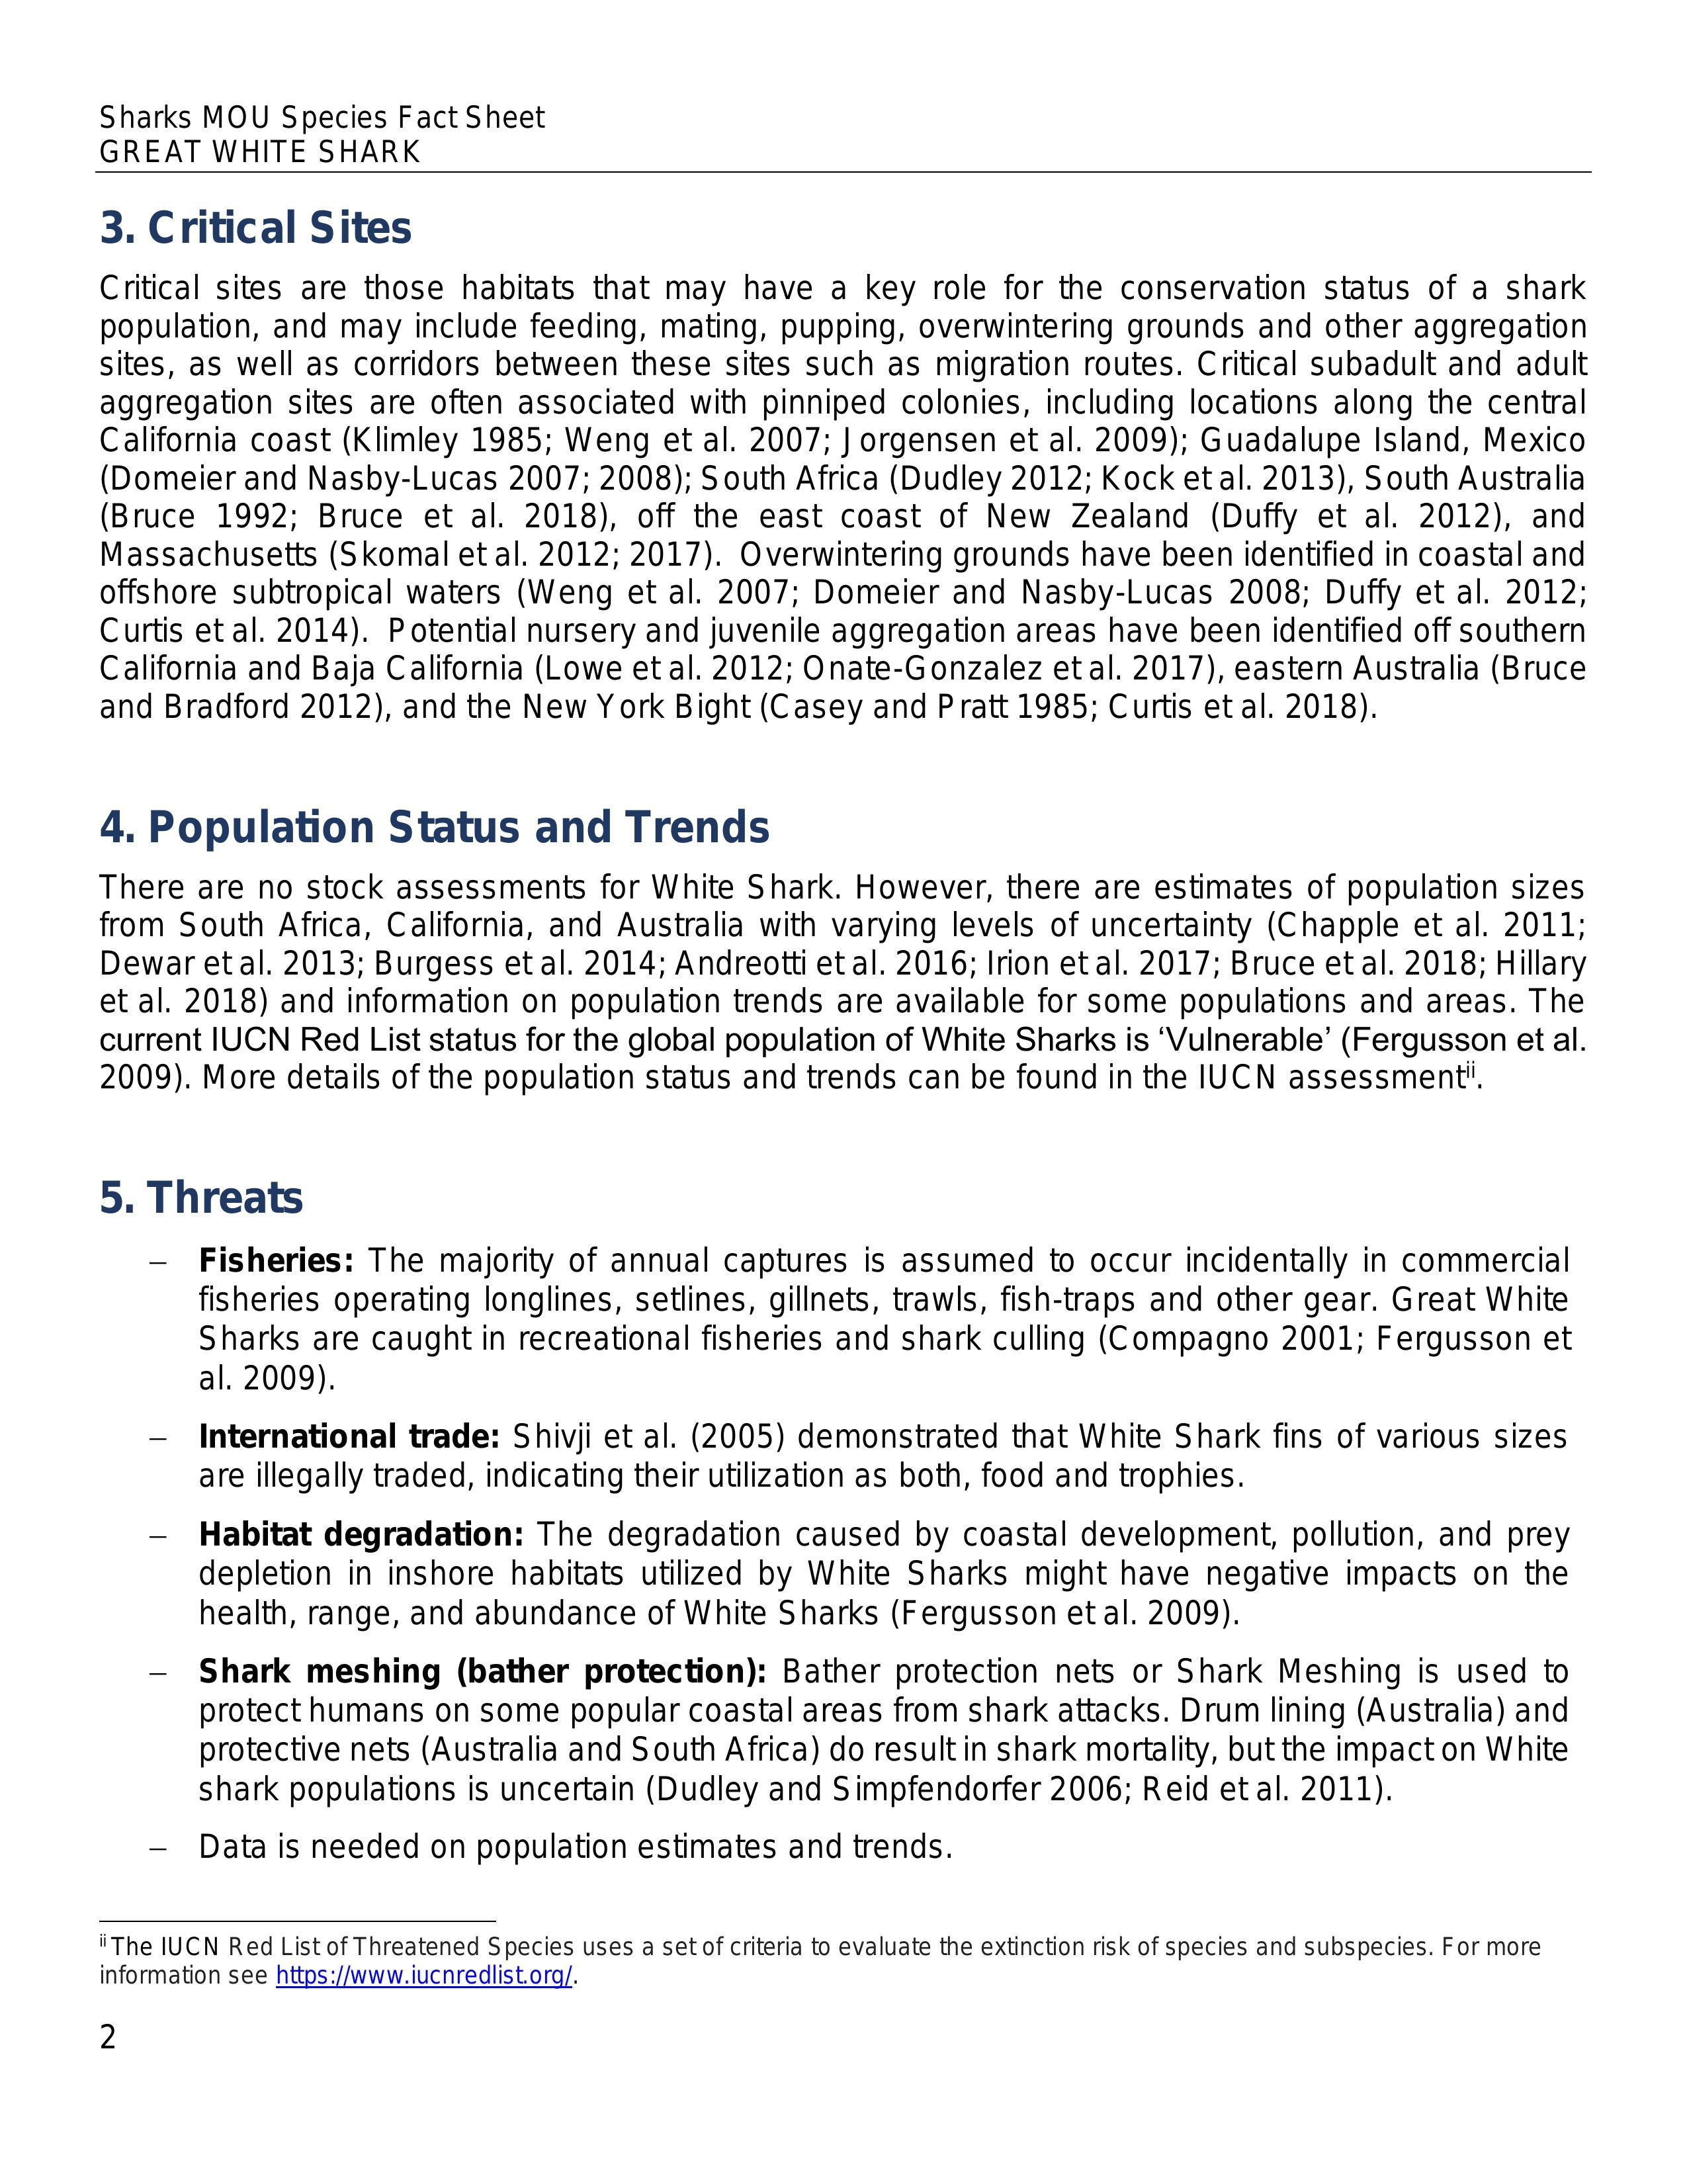 Sharks MOU Species Fact Sheet
GREAT WHITE SHARK
3. Critical Sites
Critical sites are those habitats that may have a key role for the conservation status of a shark
population, and may include feeding, mating, pupping, overwintering grounds and other aggregation
sites, as well as corridors between these sites such as migration routes. Critical subadult and adult
aggregation sites are often associated with pinniped colonies, including locations along the central
California coast (Klimley 1985; Weng et al. 2007; Jorgensen et al. 2009); Guadalupe Island, Mexico
(Domeier and Nasby-Lucas 2007; 2008); South Africa (Dudley 2012; Kock et al. 2013), South Australia
(Bruce 1992; Bruce et al. 2018), off the east coast of New Zealand (Duffy et al. 2012), and
Massachusetts (Skomal et al. 2012; 2017). Overwintering grounds have been identified in coastal and
offshore subtropical waters (Weng et al. 2007; Domeier and Nasby-Lucas 2008; Duffy et al. 2012;
Curtis et al. 2014). Potential nursery and juvenile aggregation areas have been identified off southern
California and Baja California (Lowe et al. 2012; Onate-Gonzalez et al. 2017), eastern Australia (Bruce
and Bradford 2012), and the New York Bight (Casey and Pratt 1985; Curtis et al. 2018).
4. Population Status and Trends
There are no stock assessments for White Shark. However, there are estimates of population sizes
from South Africa, California, and Australia with varying levels of uncertainty (Chapple et al. 2011;
Dewar et al. 2013; Burgess et al. 2014; Andreotti et al. 2016; Irion et al. 2017; Bruce et al. 2018; Hillary
et al. 2018) and information on population trends are available for some populations and areas. The
current IUCN Red List status for the global population of White Sharks is ‘Vulnerable’ (Fergusson et al.
2009). More details of the population status and trends can be found in the IUCN assessmentii.
5. Threats
– Fisheries: The majority of annual captures is assumed to occur incidentally in commercial
fisheries operating longlines, setlines, gillnets, trawls, fish-traps and other gear. Great White
Sharks are caught in recreational fisheries and shark culling (Compagno 2001; Fergusson et
al. 2009).
– International trade: Shivji et al. (2005) demonstrated that White Shark fins of various sizes
are illegally traded, indicating their utilization as both, food and trophies.
– Habitat degradation: The degradation caused by coastal development, pollution, and prey
depletion in inshore habitats utilized by White Sharks might have negative impacts on the
health, range, and abundance of White Sharks (Fergusson et al. 2009).
– Shark meshing (bather protection): Bather protection nets or Shark Meshing is used to
protect humans on some popular coastal areas from shark attacks. Drum lining (Australia) and
protective nets (Australia and South Africa) do result in shark mortality, but the impact on White
shark populations is uncertain (Dudley and Simpfendorfer 2006; Reid et al. 2011).
– Data is needed on population estimates and trends.
ii The IUCN Red List of Threatened Species uses a set of criteria to evaluate the extinction risk of species and subspecies. For more
information see https://www.iucnredlist.org/.
2